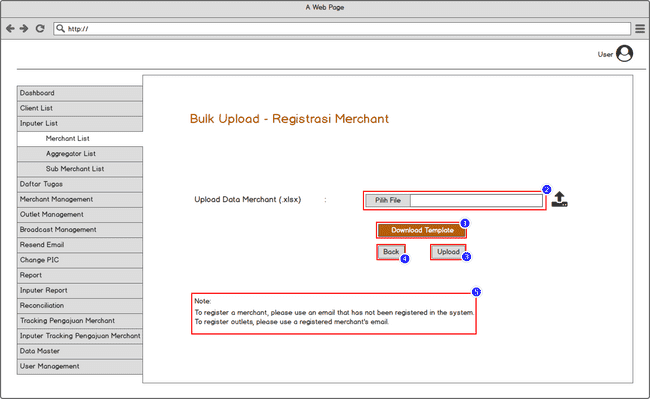 A Web Page
http://
User
Dashboard
Client List
Inputer List
Merchant List
Aggregator List
Sub Merchant List
Daftar Tugas
Merchant Management
Outlet Management
Broadcast Management
Resend Email
Change PIC
Report
Inputer Report
Reconciliation
Tracking Pengajuan Merchant
Inputer Tracking Pengajuan Merchant
Data Master
User Management
Bulk Upload - Registrasi Merchant
Upload Data Merchant (.xlsx) :
Pilih File
2
Download Template
1
Back
4
Upload
3
5
Note:
To register a merchant, please use an email that has not been registered in the system.
To register outlets, please use a registered merchant's email.